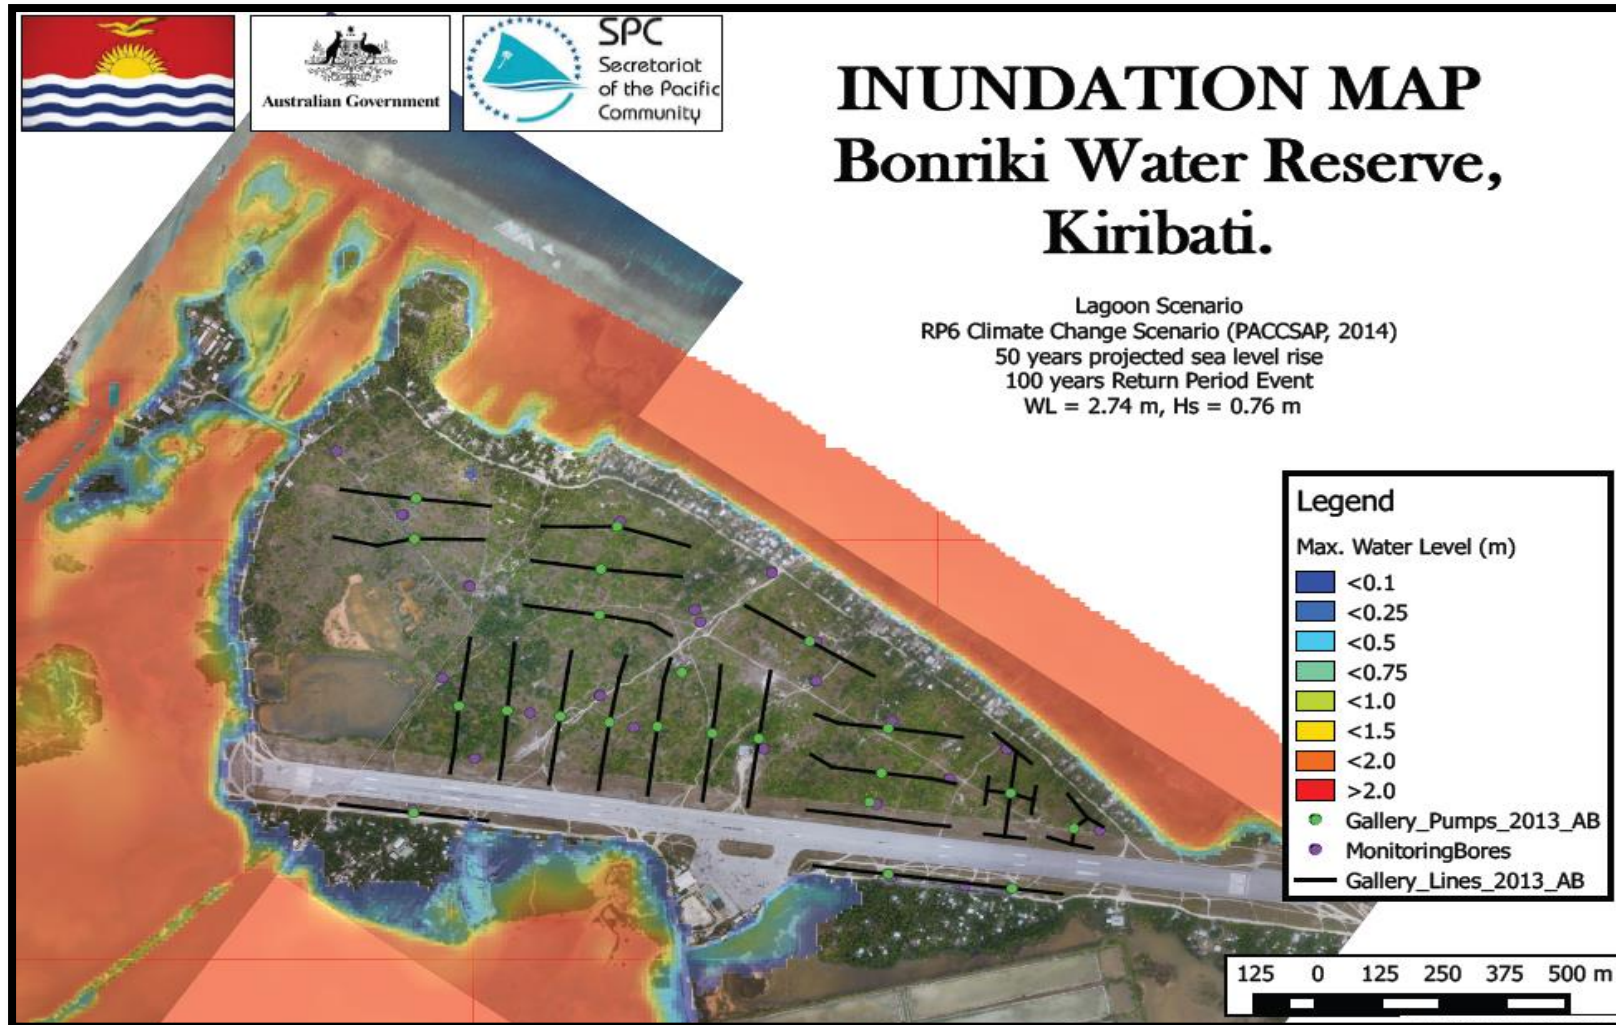 Australian Government
SPC
Secretariat
of the Pacific
Community
INUNDATION MAP
Bonriki Water Reserve,
Kiribati.
Lagoon Scenario
RP6 Climate Change Scenario (PACCSAP, 2014)
50 years projected sea level rise
100 years Return Period Event
WL = 2.74 m, Hs = 0.76 m
Legend
Max. Water Level (m)
<0.1
<0.25
<0.5
<0.75
<1.0
<1.5
<2.0
>2.0
Gallery_Pumps_2013_AB
MonitoringBores
Gallery_Lines_2013_AB
125 0 125 250 375 500 m